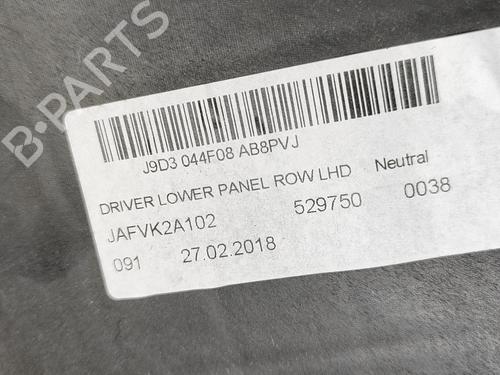 B-PARTS
J9D3 044F08 AB8PVJ
DRIVER LOWER PANEL ROW LHD Neutral
JAFVK2A102 529750 0038
091 27.02.2018